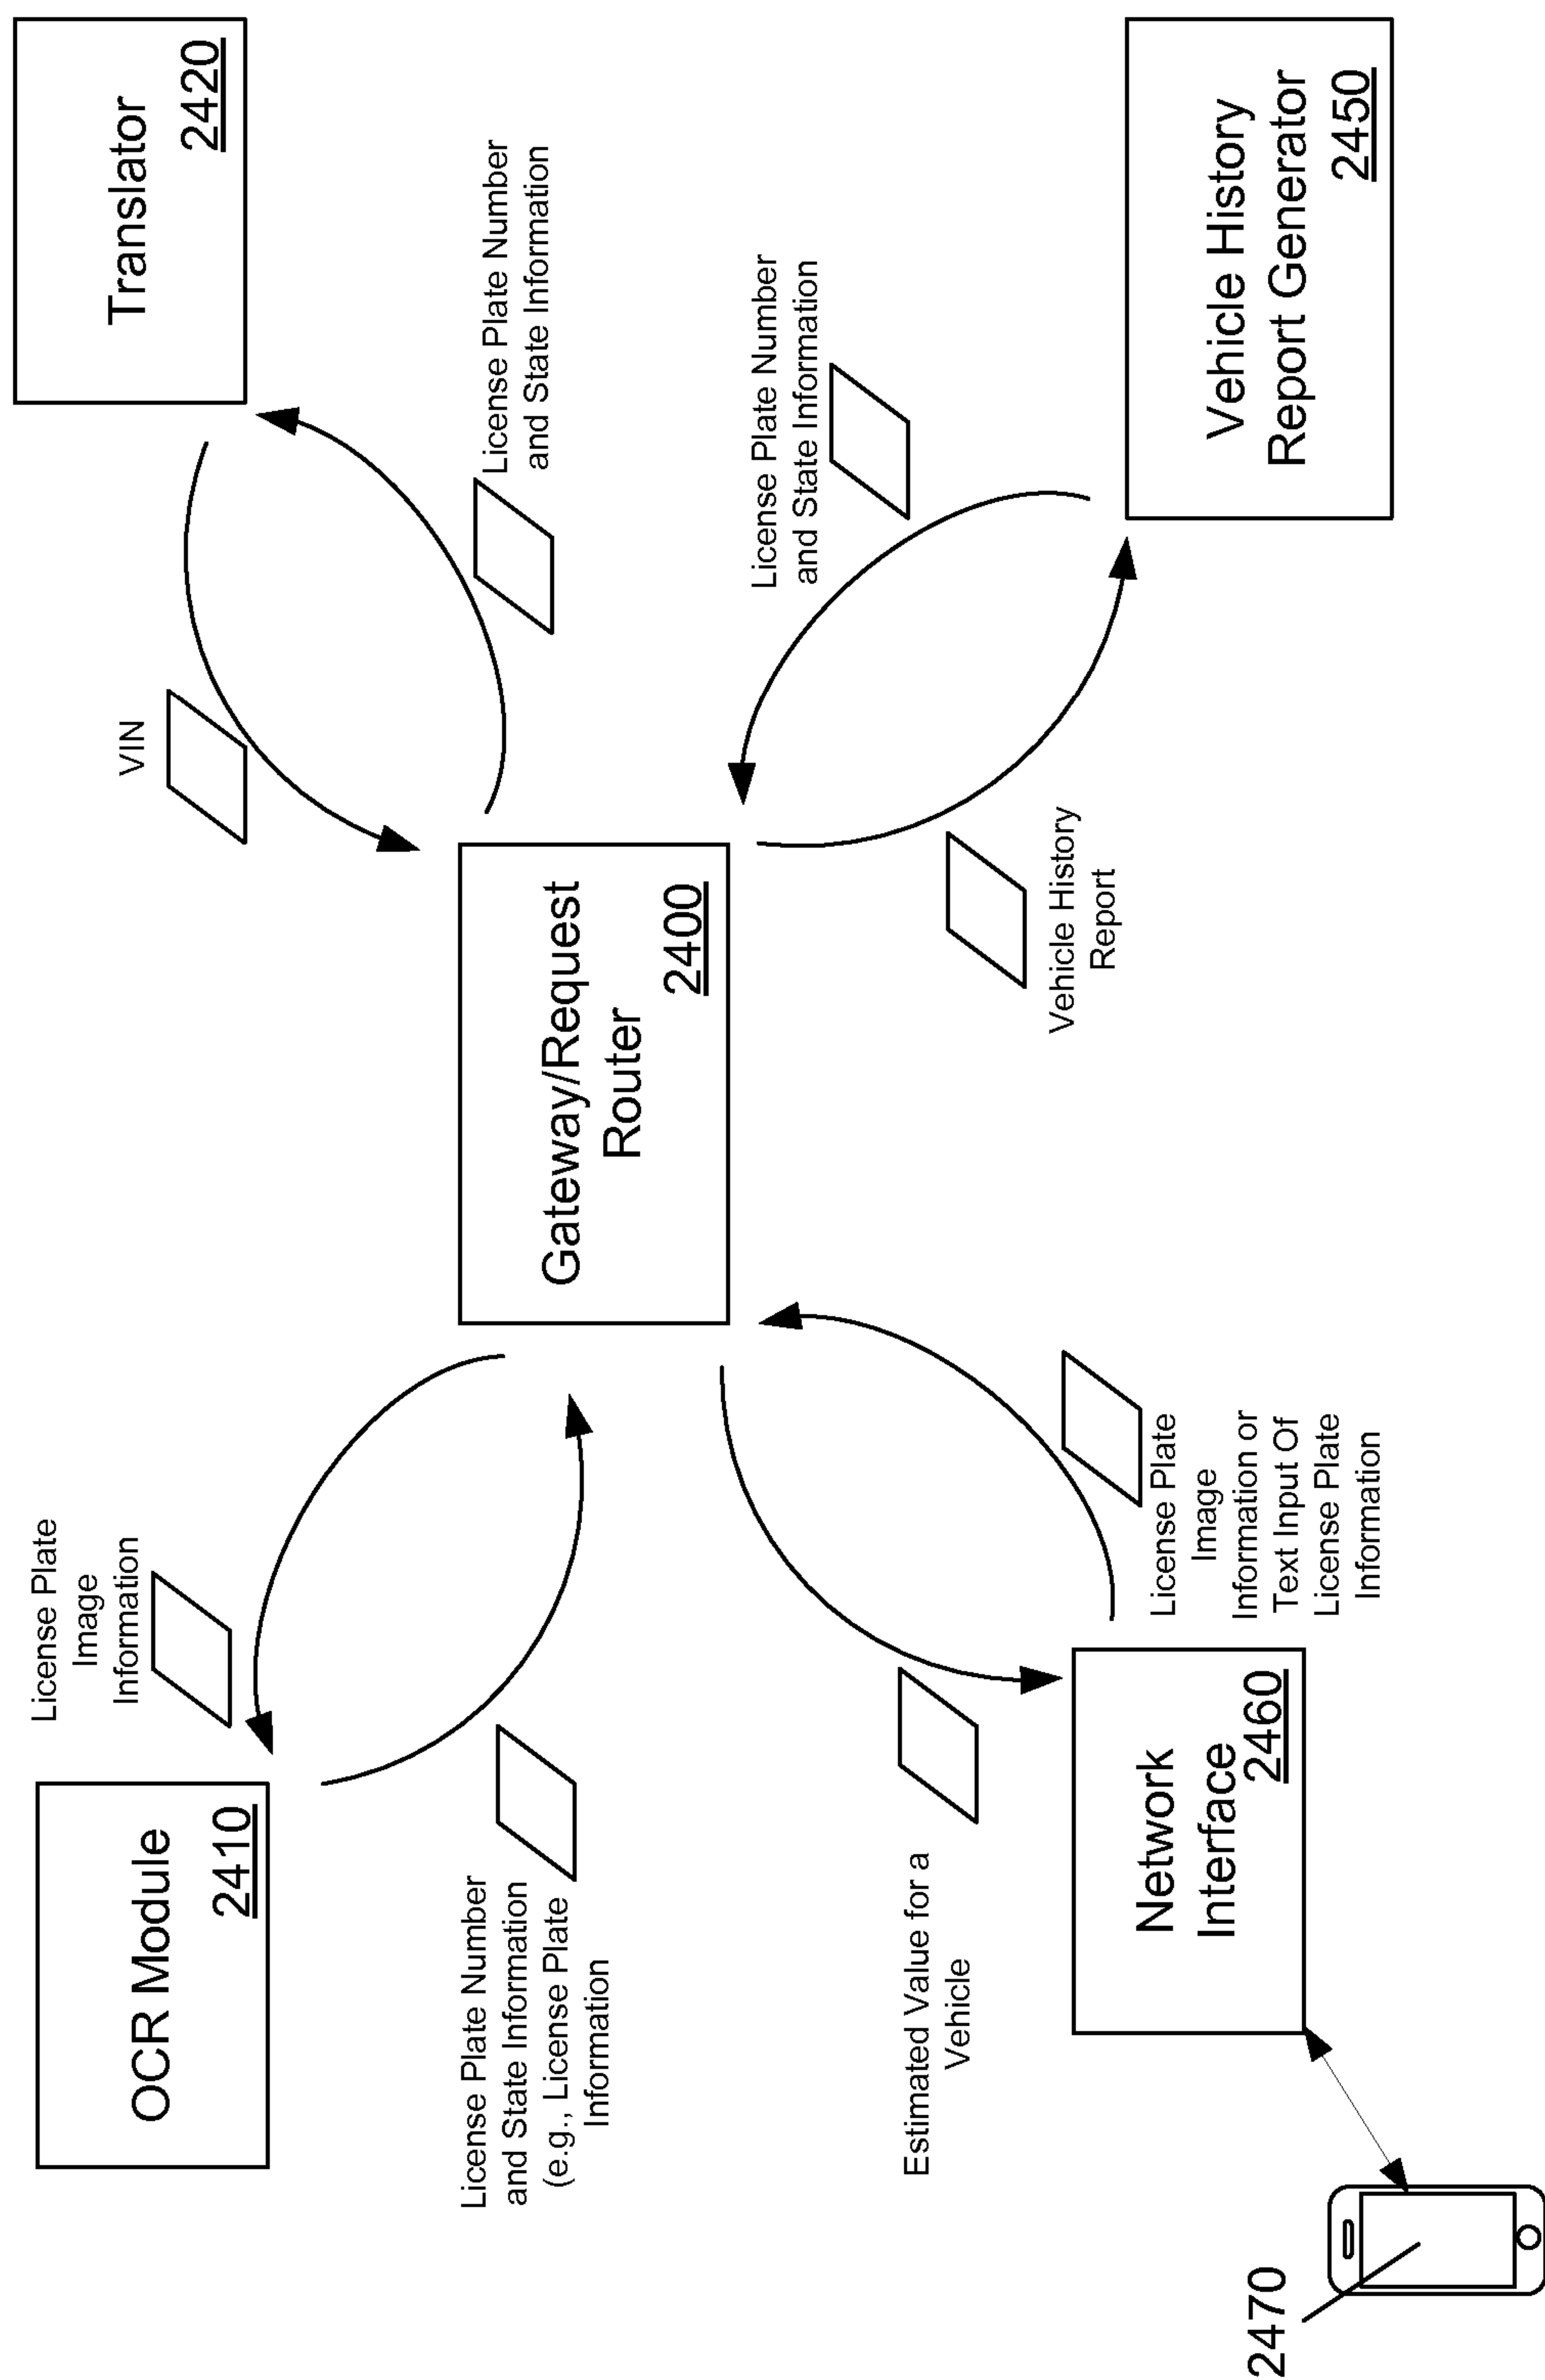 License Plate
Image
Information
OCR Module
2410
License Plate Number
and State Information
(e.g., License Plate
Information
VIN
Translator
2420
License Plate Number
and State Information
Gateway/Request
Router
2400
Estimated Value for a
Vehicle
Network
Interface
2460
License Plate
Image
Information or
Text Input Of
License Plate
Information
License Plate Number
and State Information
Vehicle History
Report
Vehicle History
Report Generator
2450
2470